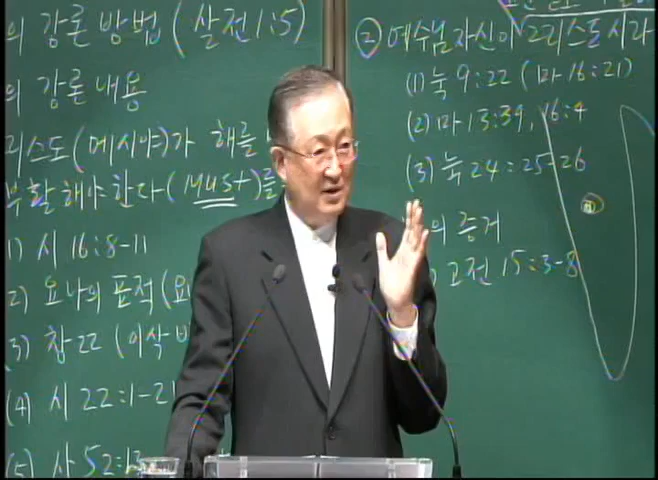 의 강론 방법 (살전1:5)
의 강론 내용
리스도(메시야)가 해를
부활해야 한다(must)를
1) 시 16:8-11
2) 요나의 표적(요
(3) 창22 (이삭
(4) 시 22:1-21
(5) 사 52:13
② 예수님 자신이 그리스도시라
(1) 눅 9:22 (마 16:21)
(2) 마 13:39, 16:4
(3) 눅 24:25-26
의 증거
고전 15:3-8